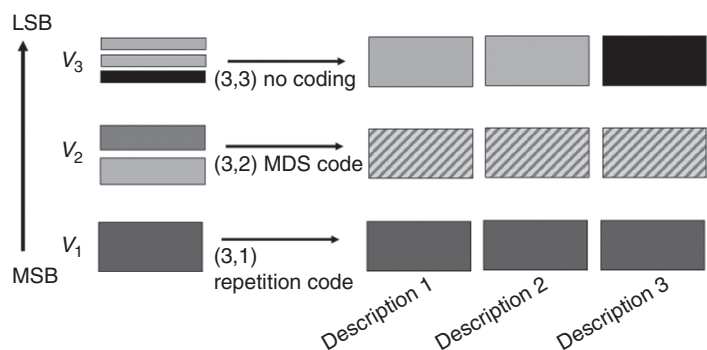 LSB
V3
(3,3) no coding
V2
(3,2) MDS code
V1
(3,1)
repetition code
MSB
Description 1
Description 2
Description 3